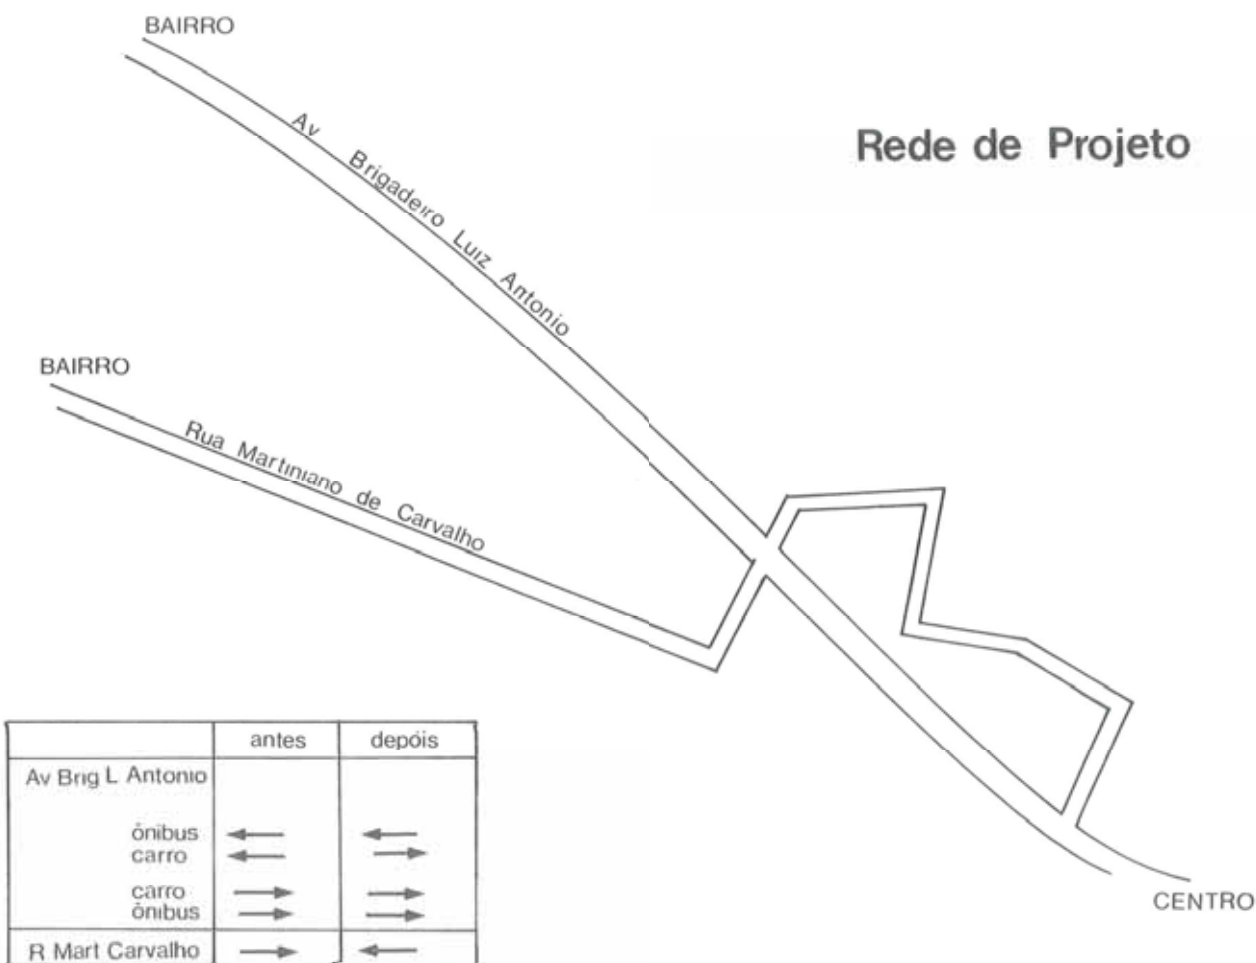 BAIRRO
Rede de Projeto
Av Brigadeiro Luiz Antonio
BAIRRO
Rua Martiniano de Carvalho
antes depóis
Av Brig L Antonio
ônibus
carro
carro
ônibus
R Mart Carvalho
CENTRO